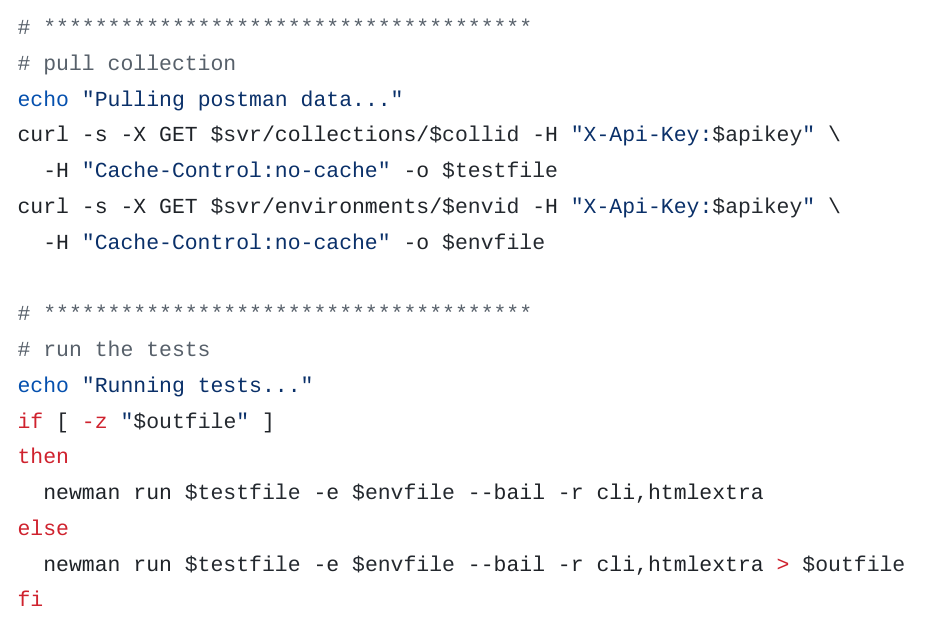 # **************************************
# pull collection
echo "Pulling postman data..."
curl -s -X GET $svr/collections/$collid -H "X-Api-Key:$apikey" \
  -H "Cache-Control:no-cache" -o $testfile
curl -s -X GET $svr/environments/$envid -H "X-Api-Key:$apikey" \
  -H "Cache-Control:no-cache" -o $envfile

# **************************************
# run the tests
echo "Running tests..."
if [ -z "$outfile" ]
then
  newman run $testfile -e $envfile --bail -r cli,htmlextra
else
  newman run $testfile -e $envfile --bail -r cli,htmlextra > $outfile
fi